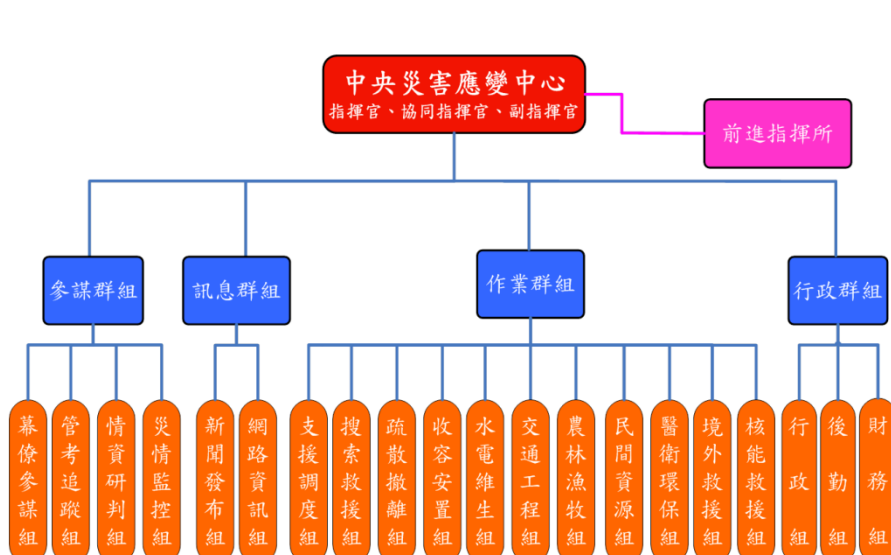 中央災害應變中心
指揮官、協同指揮官、副指揮官
前進指揮所
參謀群組
訊息群組
作業群組
行政群組
幕僚參謀組
管考追蹤組
情資研判組
災情監控組
新聞發布組
網路資訊組
支援調度組
搜索救援組
疏散撤離組
收容安置組
水電維生組
交通工程組
農林漁牧組
民間資源組
醫衛環保組
境外救援組
核能救援組
行政組
後勤組
財務組